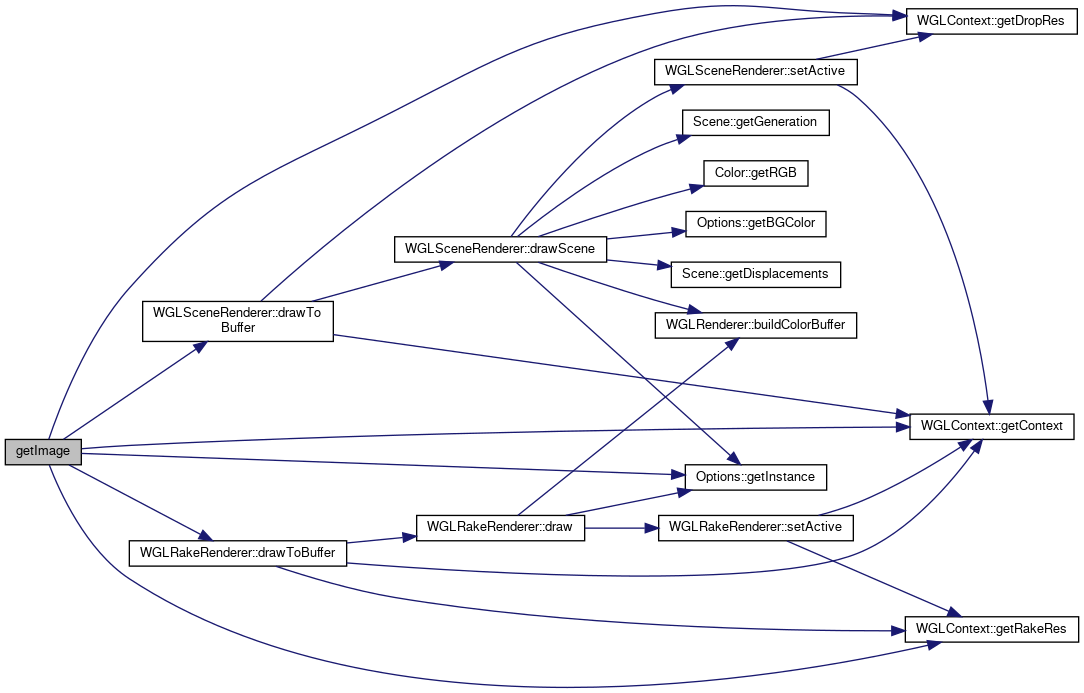 WGLContext::getDropRes
WGLSceneRenderer::setActive
Scene::getGeneration
Color::getRGB
Options::getBGColor
WGLSceneRenderer::drawScene
Scene::getDisplacements
WGLSceneRenderer::drawTo
Buffer
WGLRenderer::buildColorBuffer
WGLContext::getContext
getImage
Options::getInstance
WGLRakeRenderer::draw
WGLRakeRenderer::setActive
WGLRakeRenderer::drawToBuffer
WGLContext::getRakeRes